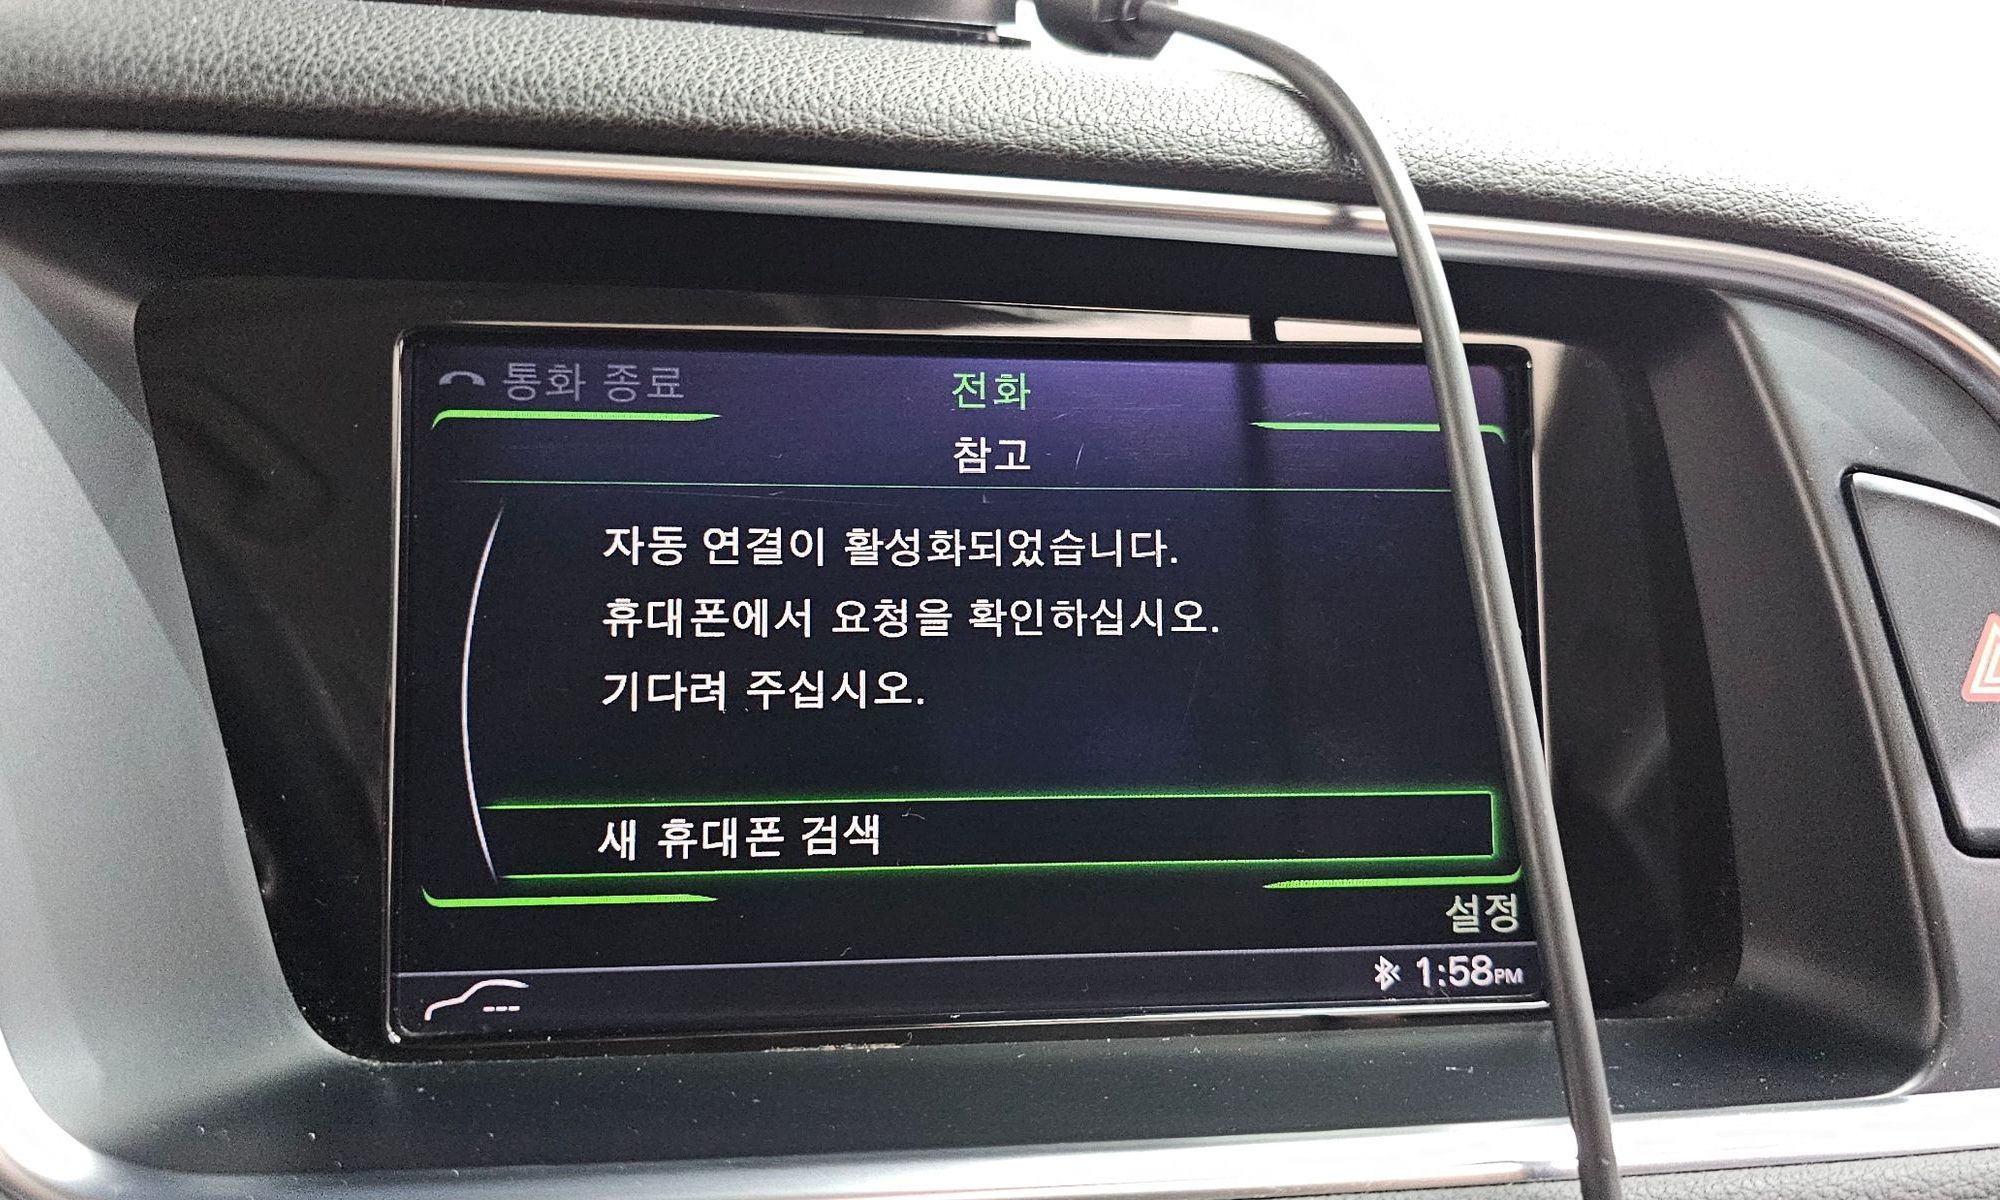 통화 종료
전화
참고
자동 연결이 활성화되었습니다.
휴대폰에서 요청을 확인하십시오.
기다려 주십시오.
새 휴대폰 검색
설정
1:58PM